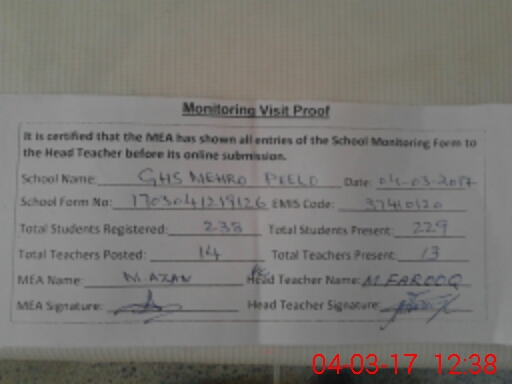 Monitoring Visit Proof
It is certified that the MEA has shown all entries of the School Monitoring Form to
the Head Teacher before its online submission.
School Name: GHS MEHRO PEELO Date: 04-03-2017
School Form No: EMIS Code: 37410120
Total Students Registered: 238 Total Students Present: 229
Total Teachers Posted: 14 Total Teachers Present: 13
MEA Name: M. AZAN Head Teacher Name: M FAROOQ
MEA Signature: Head Teacher Signature:
04-03-17 12:38